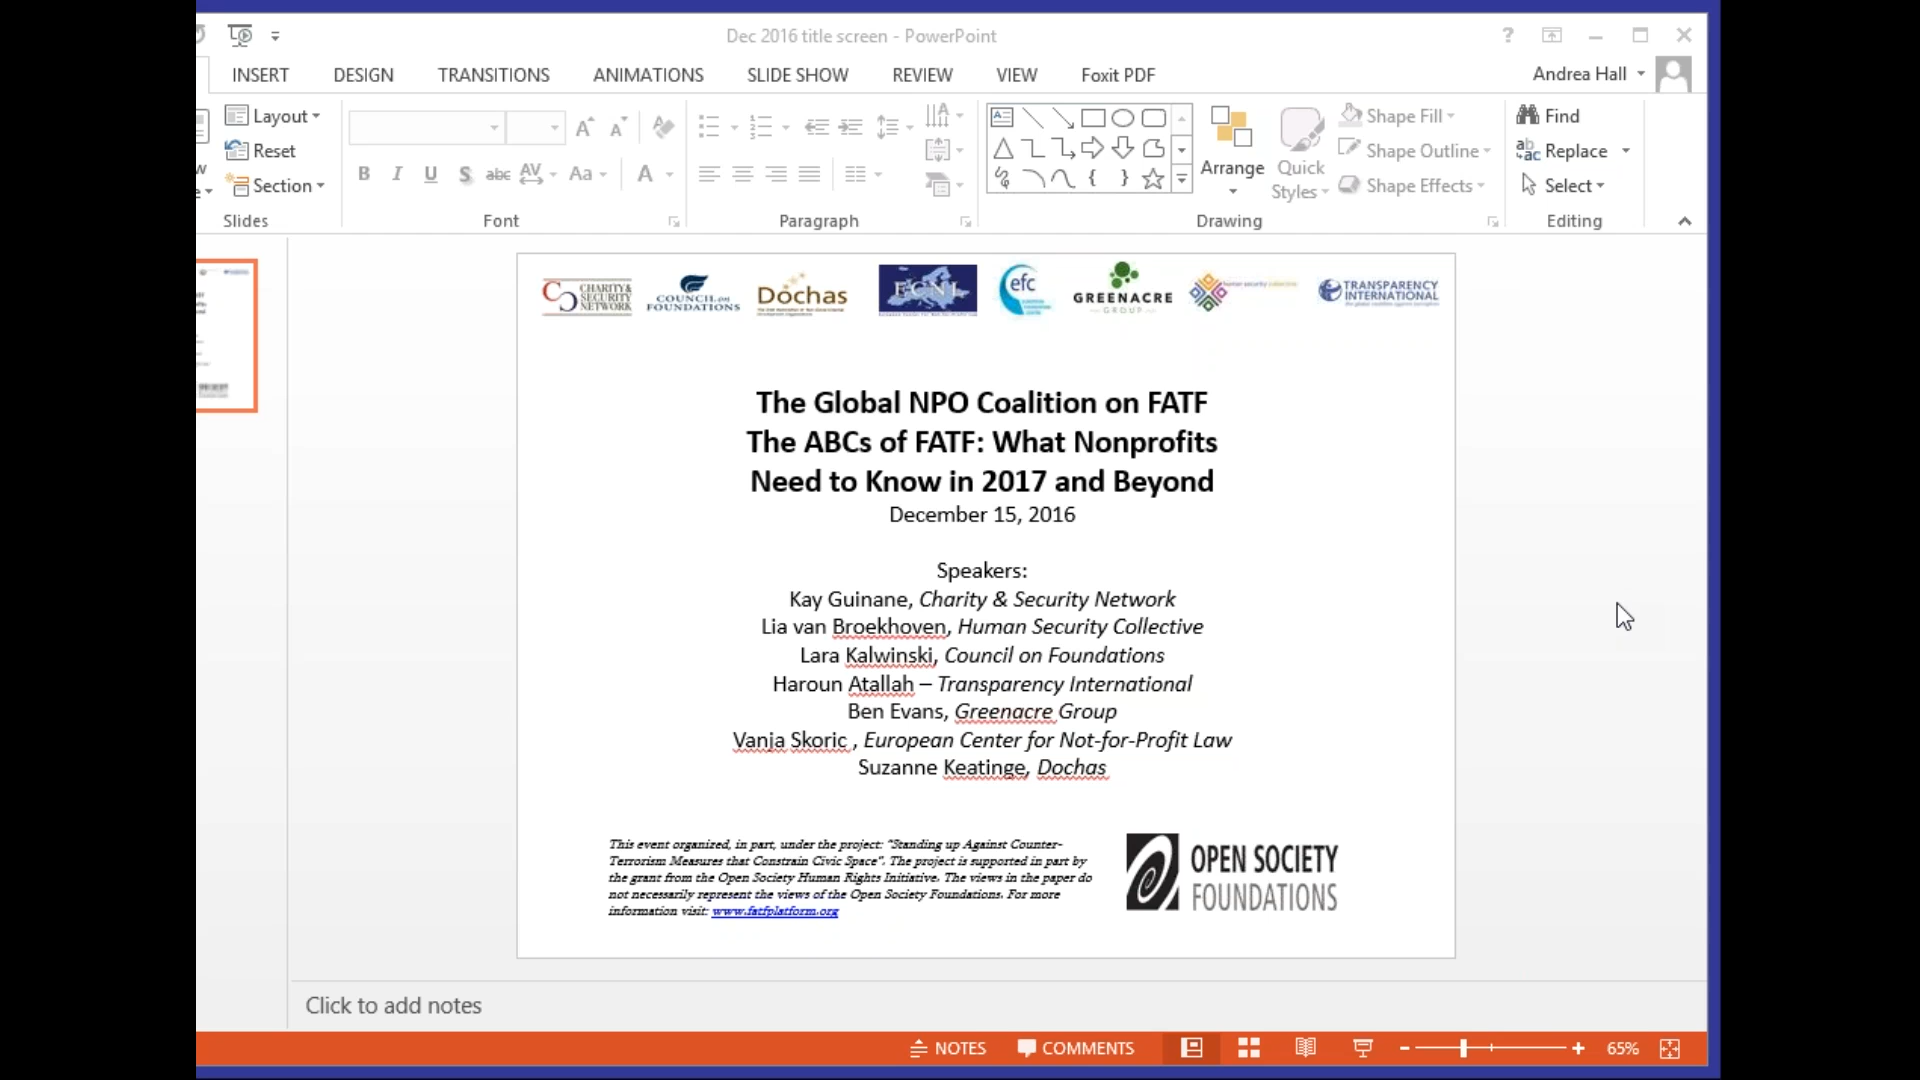 Dec 2016 title screen - PowerPoint
INSERT DESIGN TRANSITIONS ANIMATIONS SLIDE SHOW REVIEW VIEW Foxit PDF Andrea Hall
Layout
Reset
Section
Slides
B I U S abc AV Aa A
Font
Paragraph
Arrange
Quick
Styles
Drawing
Shape Fill
Shape Outline
Shape Effects
Find
Replace
Select
Editing
CHARITY &
SECURITY
NETWORK
COUNCIL on
FOUNDATIONS
Dochas
ECNL
efc
GREENACRE
GROUP
human security collective
TRANSPARENCY
INTERNATIONAL
The Global NPO Coalition on FATF
The ABCs of FATF: What Nonprofits
Need to Know in 2017 and Beyond
December 15, 2016
Speakers:
Kay Guinane, Charity & Security Network
Lia van Broekhoven, Human Security Collective
Lara Kalwinski, Council on Foundations
Haroun Atallah – Transparency International
Ben Evans, Greenacre Group
Vanja Skoric , European Center for Not-for-Profit Law
Suzanne Keatinge, Dochas
This event organized, in part, under the project: "Standing up Against Counter-
Terrorism Measures that Constrain Civic Space". The project is supported in part by
the grant from the Open Society Human Rights Initiative. The views in the paper do
not necessarily represent the views of the Open Society Foundations. For more
information visit: www.fatfplatform.org
OPEN SOCIETY
FOUNDATIONS
Click to add notes
NOTES COMMENTS 65%